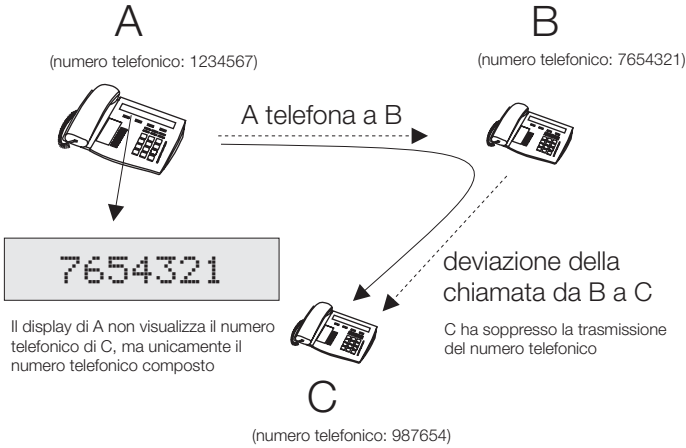 A
(numero telefonico: 1234567)
B
(numero telefonico: 7654321)
A telefona a B
7654321
Il display di A non visualizza il numero
telefonico di C, ma unicamente il
numero telefonico composto
deviazione della
chiamata da B a C
C ha soppresso la trasmissione
del numero telefonico
C
(numero telefonico: 987654)